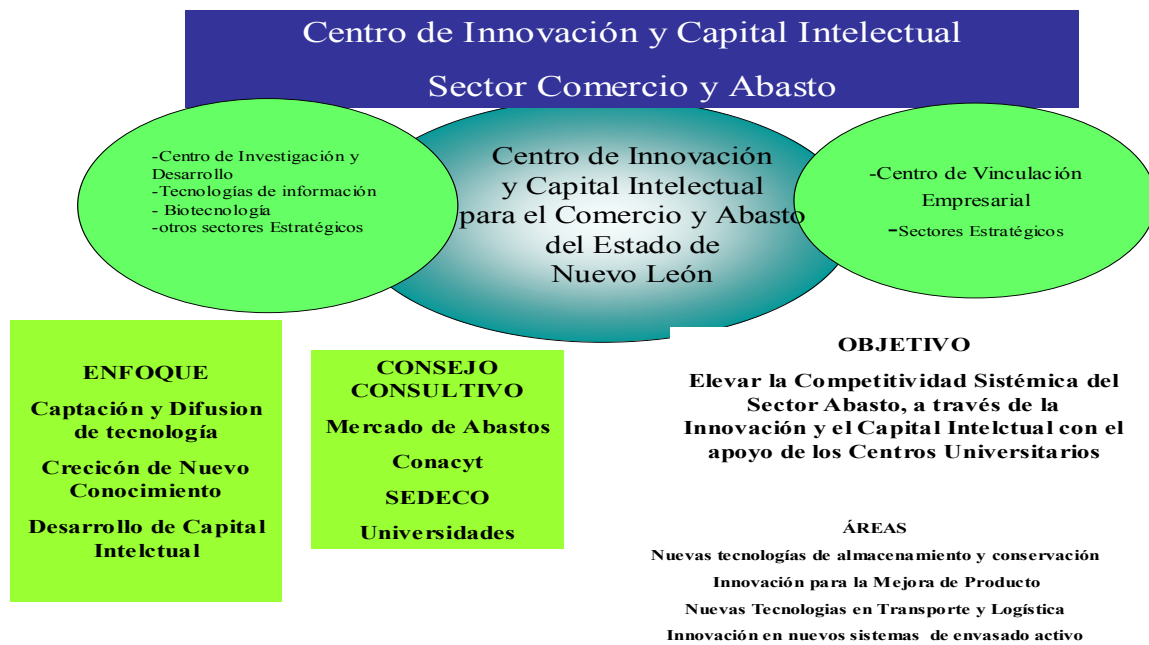 Centro de Innovación y Capital Intelectual
Sector Comercio y Abasto
-Centro de Investigación y
Desarrollo
-Tecnologías de información
- Biotecnología
-otros sectores Estratégicos
Centro de Innovación
y Capital Intelectual
para el Comercio y Abasto
del Estado de
Nuevo León
-Centro de Vinculación
Empresarial
-Sectores Estratégicos
ENFOQUE
Captación y Difusion
de tecnología
Crecicón de Nuevo
Conocimiento
Desarrollo de Capital
Intelctual
CONSEJO
CONSULTIVO
Mercado de Abastos
Conacyt
SEDECO
Universidades
OBJETIVO
Elevar la Competitividad Sistémica del
Sector Abasto, a través de la
Innovación y el Capital Intelctual con el
apoyo de los Centros Universitarios
ÁREAS
Nuevas tecnologías de almacenamiento y conservación
Innovación para la Mejora de Producto
Nuevas Tecnologias en Transporte y Logística
Innovación en nuevos sistemas de envasado activo